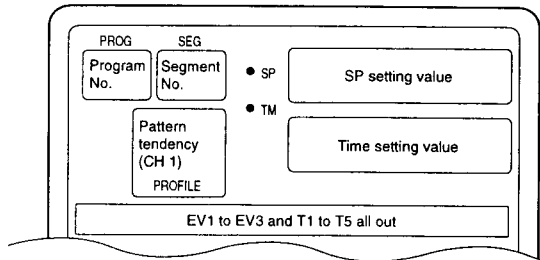 PROG SEG
Program No.
Segment No.
SP
SP setting value
TM
Time setting value
Pattern tendency (CH 1)
PROFILE
EV1 to EV3 and T1 to T5 all out